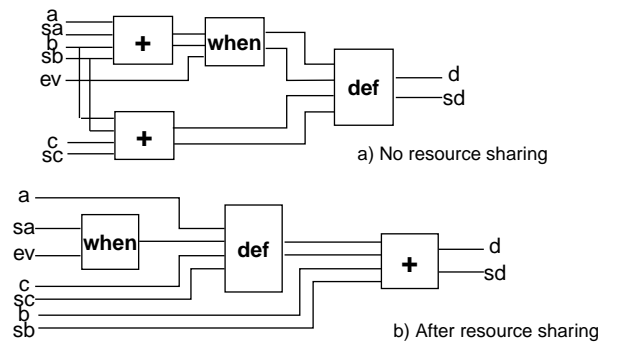 a
sa
b
sb
ev
+
when
def
d
sd
+
c
sc
a) No resource sharing
a
sa
ev
when
def
+
d
sd
c
sc
b
sb
b) After resource sharing